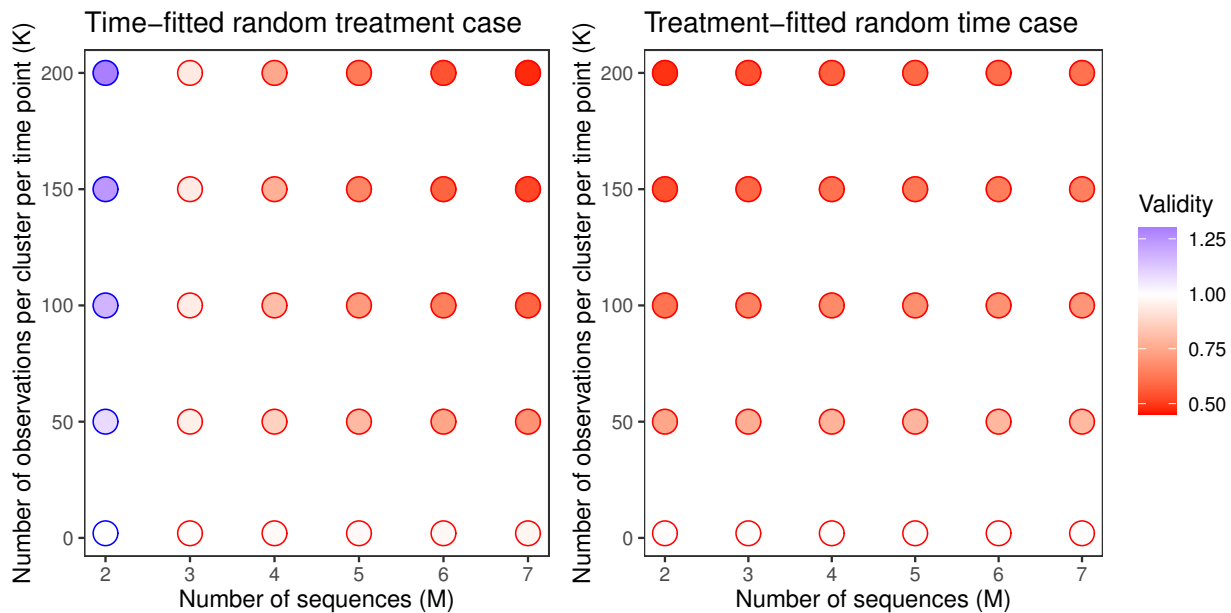 Time−fitted random treatment case
Treatment−fitted random time case
Number of observations per cluster per time point (K)
200
150
100
50
0
2 3 4 5 6 7
Number of sequences (M)
Number of observations per cluster per time point (K)
200
150
100
50
0
2 3 4 5 6 7
Number of sequences (M)
Validity
1.25
1.00
0.75
0.50